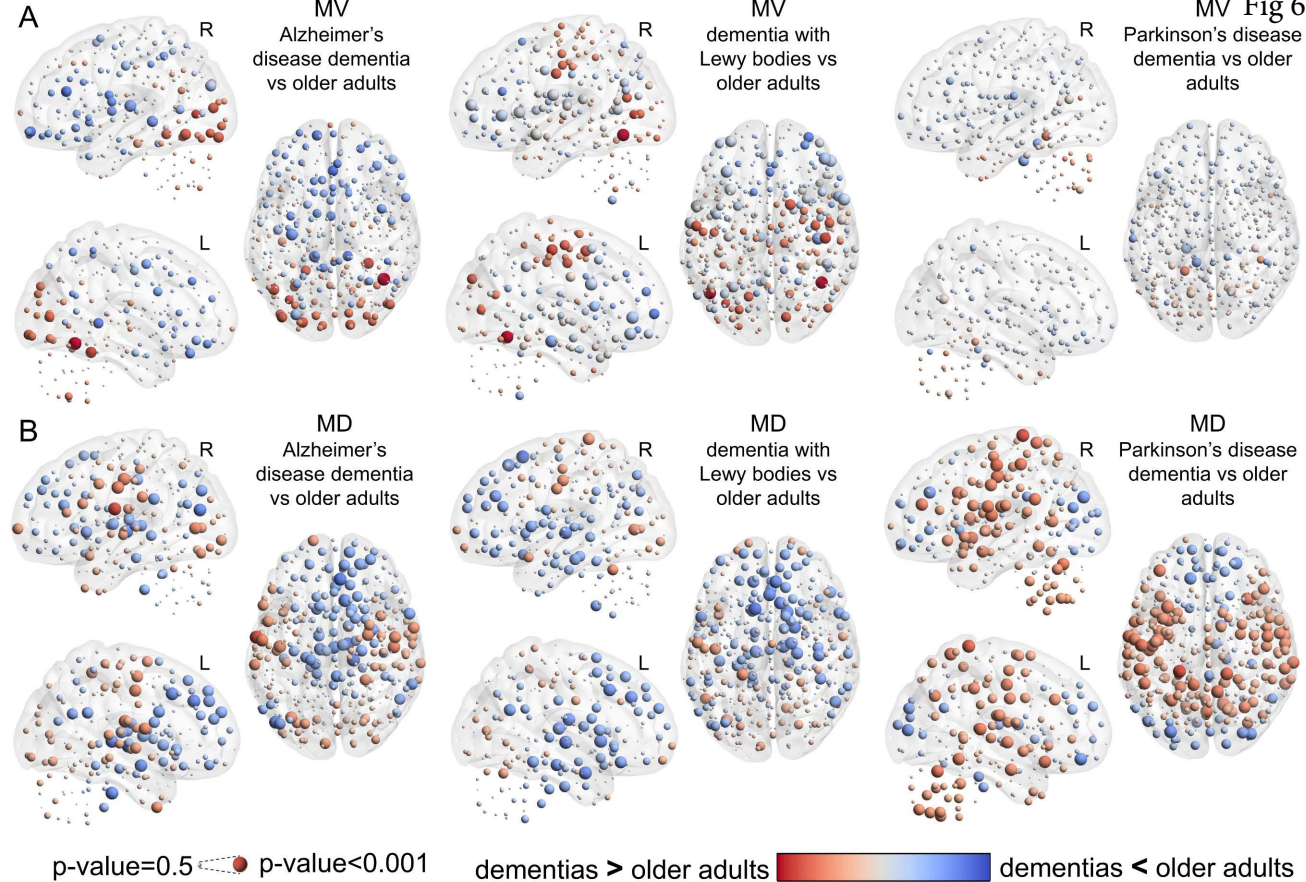 Fig 6
A
MV
Alzheimer's
disease dementia
vs older adults
R
L
MV
dementia with
Lewy bodies vs
older adults
R
L
MV
Parkinson's disease
dementia vs older
adults
R
L
B
MD
Alzheimer's
disease dementia
vs older adults
R
L
MD
dementia with
Lewy bodies vs
older adults
R
L
MD
Parkinson's disease
dementia vs older
adults
R
L
p-value=0.5 p-value<0.001
dementias > older adults dementias < older adults